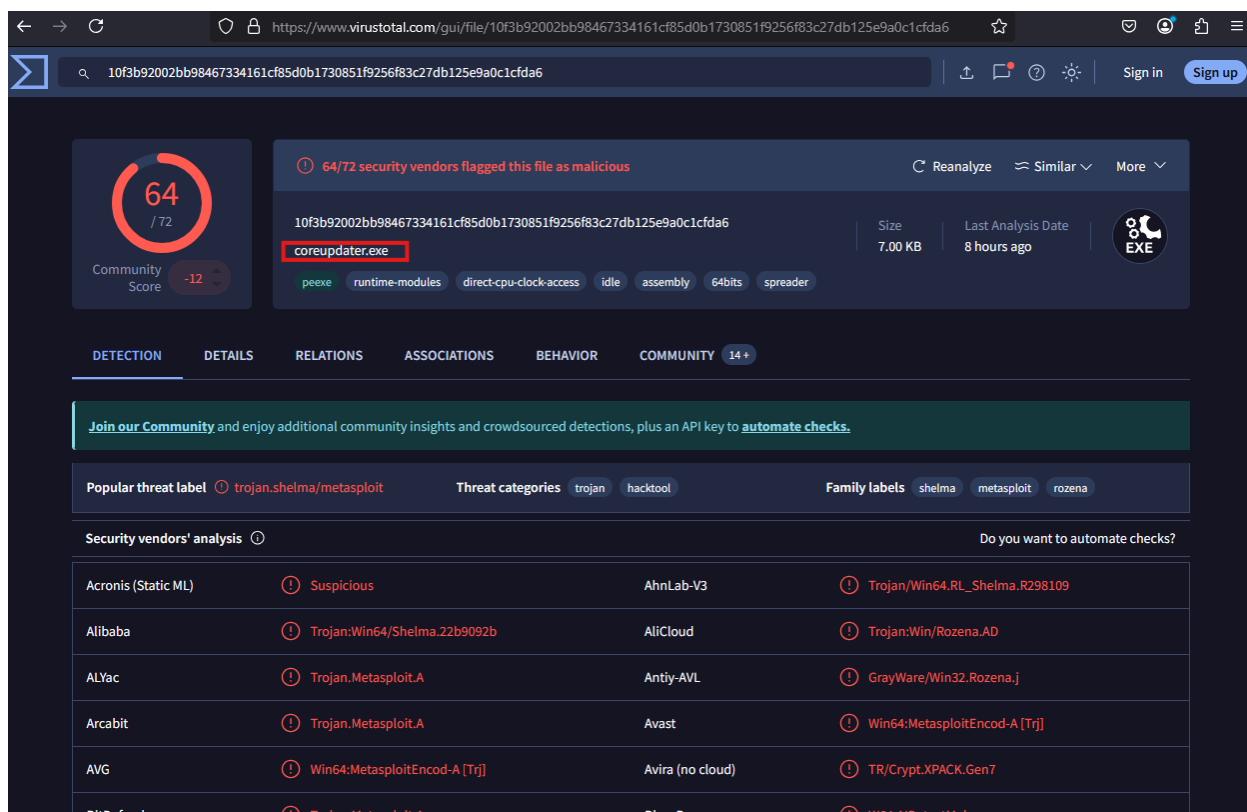 https://www.virustotal.com/gui/file/10f3b92002bb98467334161cf85d0b1730851f9256f83c27db125e9a0c1cfda6
10f3b92002bb98467334161cf85d0b1730851f9256f83c27db125e9a0c1cfda6
Sign in
Sign up
64
/ 72
Community Score
-12
64/72 security vendors flagged this file as malicious
Reanalyze
Similar
More
10f3b92002bb98467334161cf85d0b1730851f9256f83c27db125e9a0c1cfda6
coreupdater.exe
Size
7.00 KB
Last Analysis Date
8 hours ago
EXE
peexe runtime-modules direct-cpu-clock-access idle assembly 64bits spreader
DETECTION DETAILS RELATIONS ASSOCIATIONS BEHAVIOR COMMUNITY 14 +
Join our Community and enjoy additional community insights and crowdsourced detections, plus an API key to automate checks.
Popular threat label trojan.shelma/metasploit Threat categories trojan hacktool Family labels shelma metasploit rozena
Security vendors' analysis Do you want to automate checks?
Acronis (Static ML) Suspicious AhnLab-V3 Trojan/Win64.RL_Shelma.R298109
Alibaba Trojan:Win64/Shelma.22b9092b AliCloud Trojan:Win/Rozena.AD
ALYac Trojan.Metasploit.A Antiy-AVL GrayWare/Win32.Rozena.j
Arcabit Trojan.Metasploit.A Avast Win64:MetasploitEncod-A [Trj]
AVG Win64:MetasploitEncod-A [Trj] Avira (no cloud) TR/Crypt.XPACK.Gen7